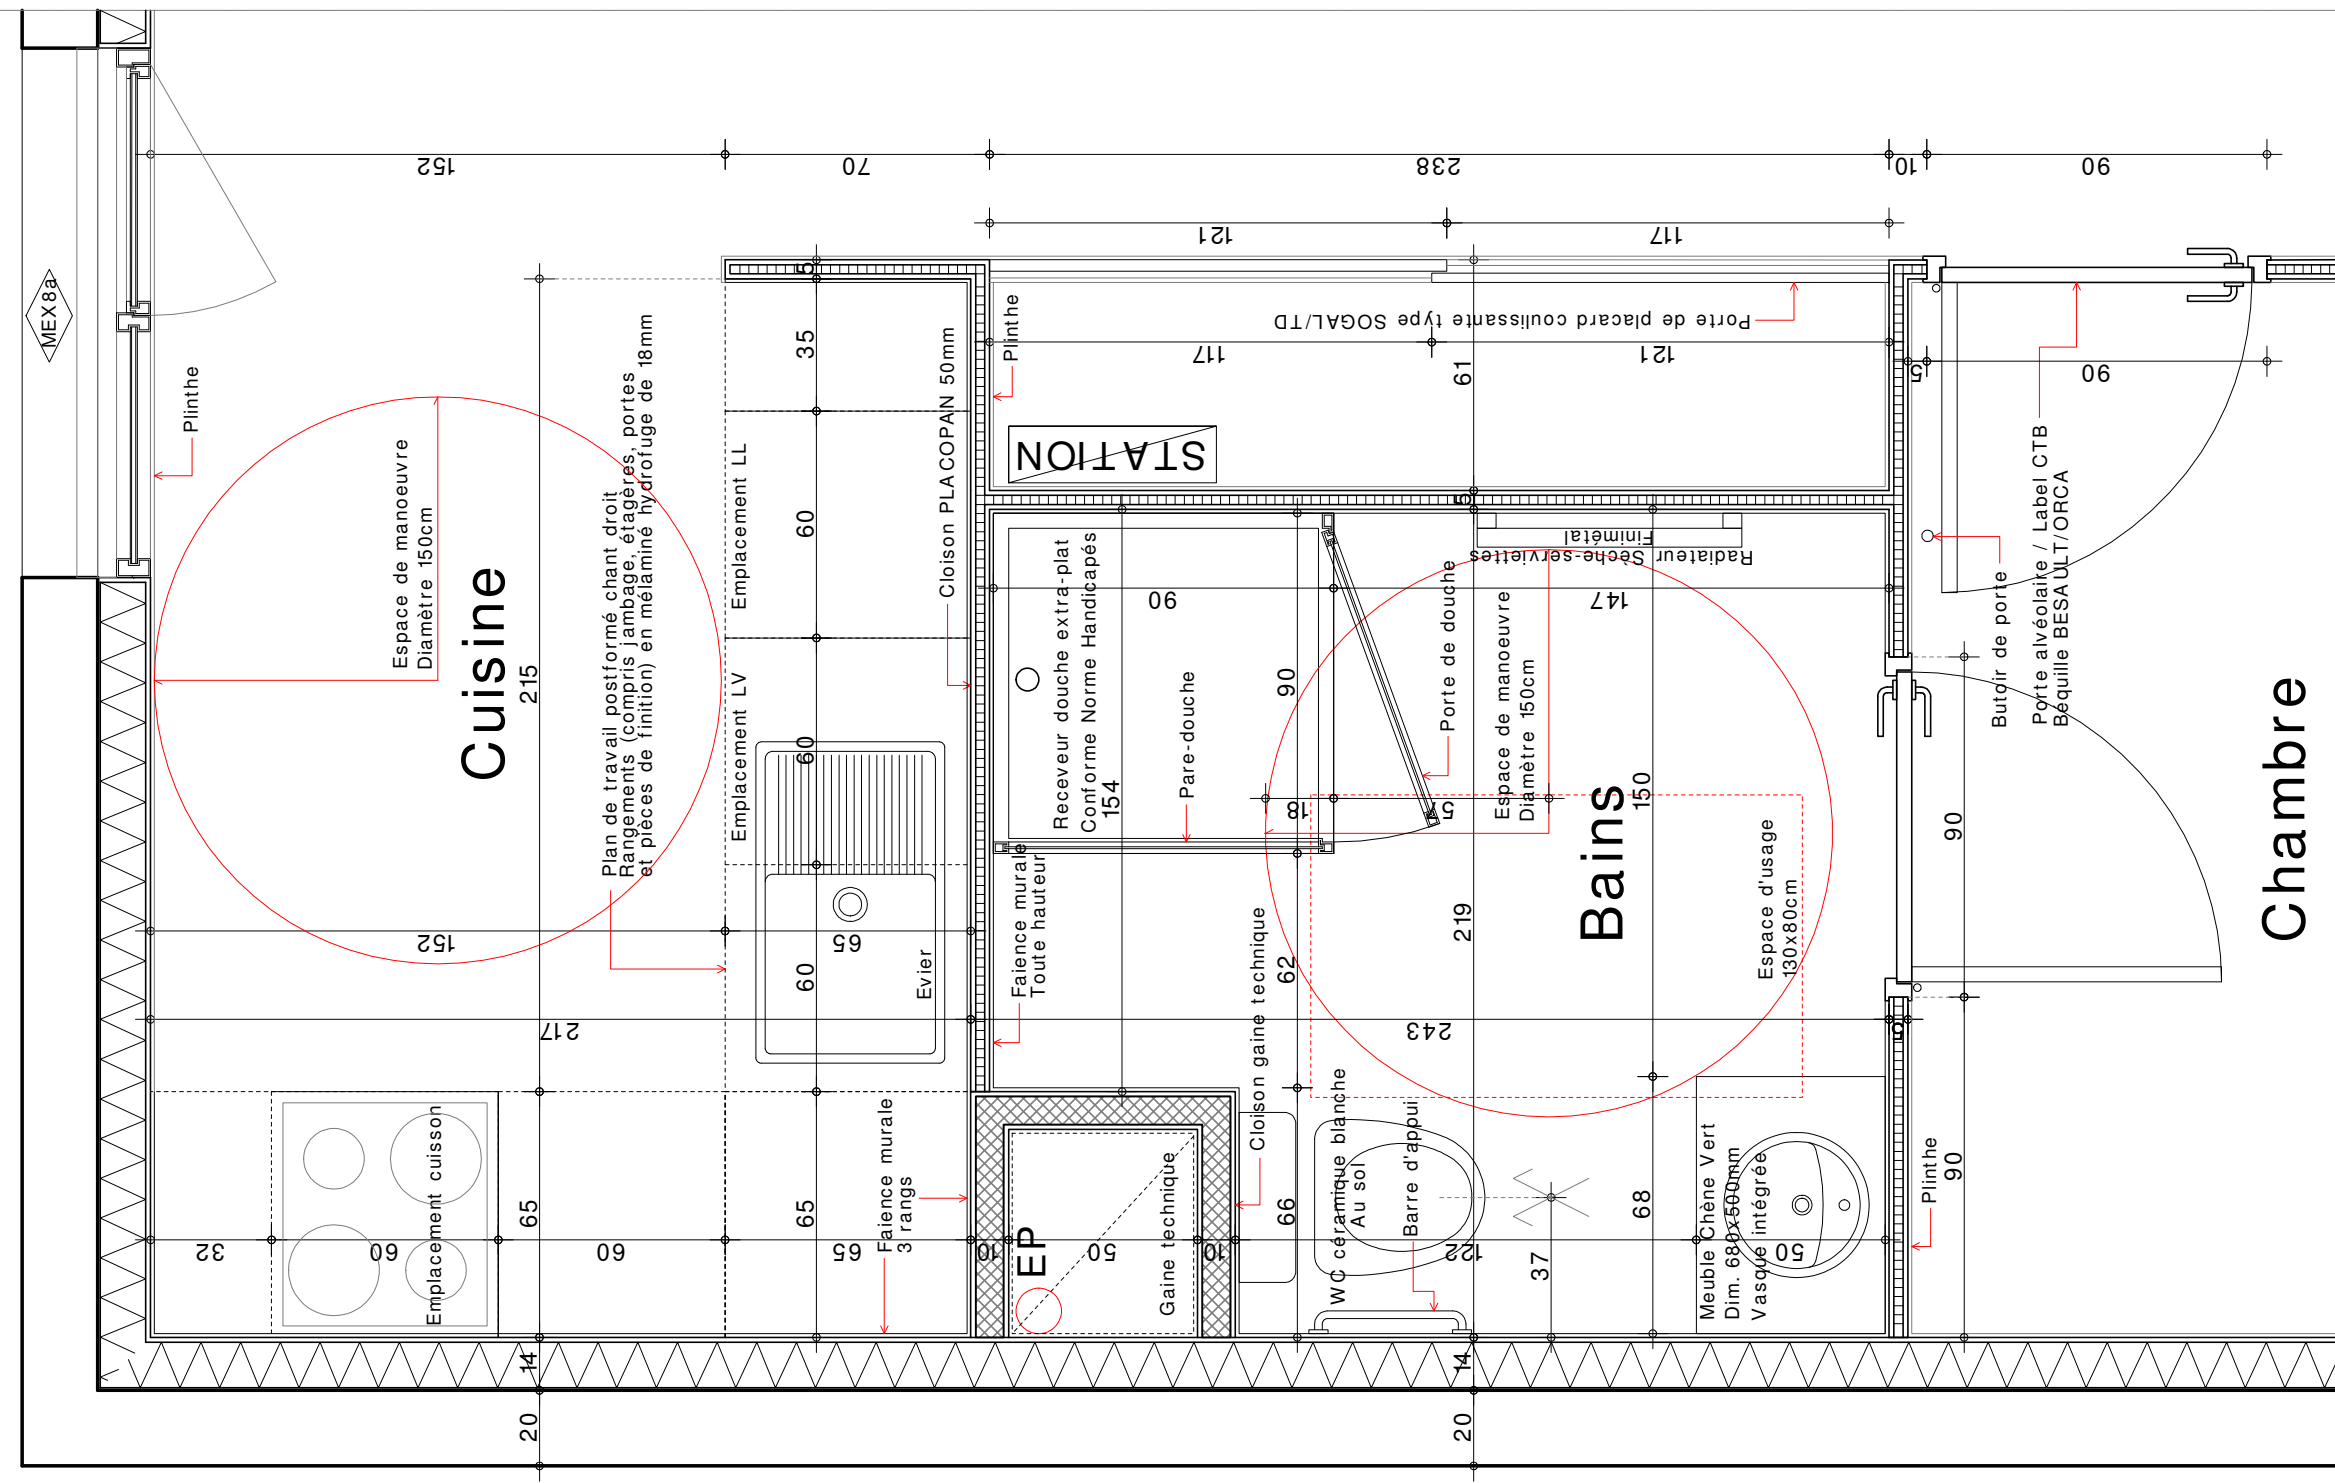 152
70
238
10
90
121
117
MEX8a
Plinthe
Espace de manoeuvre
Diamètre 150cm
Cuisine
215
152
217
Plan de travail postformé chant droit
Rangements (compris jambage, étagères, portes
et pièces de finition) en mélaminé hydrofuge de 18mm
5
35
60
60
60
65
65
Emplacement LL
Emplacement LV
Evier
Cloison PLACOPAN 50mm
Plinthe
Porte de placard coulissante type SOGAL/TD
117
121
61
5
STATION
Radiateur Sèche-serviettes
Finimétal
Receveur douche extra-plat
Conforme Norme Handicapés
154
90
90
147
Pare-douche
Porte de douche
18
57
Espace de manoeuvre
Diamètre 150cm
Bains
150
219
62
243
5
Espace d'usage
130x80cm
Faience murale
Toute hauteur
Cloison gaine technique
5
90
Butoir de porte
Porte alvéolaire / Label CTB
Béquille BESAULT/ORCA
90
90
Chambre
Plinthe
Emplacement cuisson
32
60
60
65
65
Faience murale
3 rangs
10
50
10
EP
Gaine technique
66
WC céramique blanche
Au sol
Barre d'appui
122
37
68
Meuble Chène Vert
Dim. 680x500mm
Vasque intégrée
50
14
20
14
20